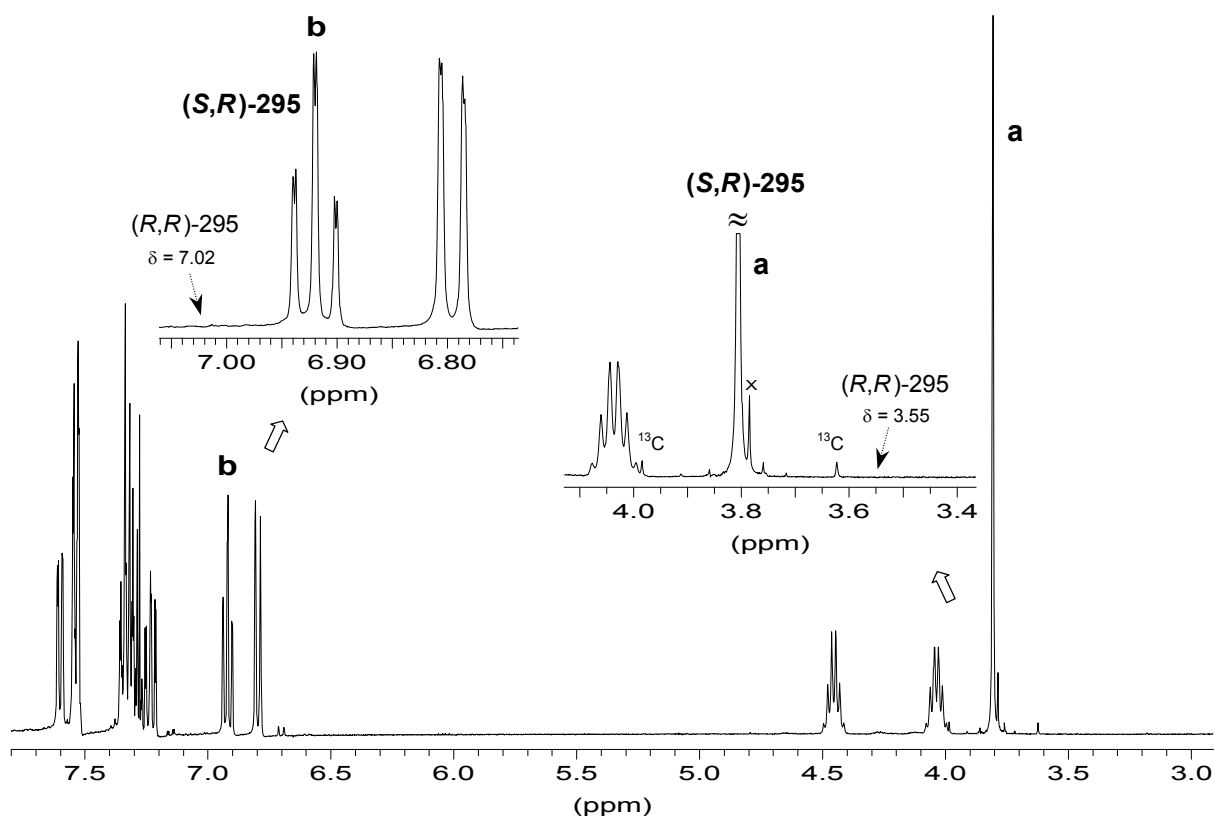 b
(S,R)-295
(R,R)-295
δ = 7.02
7.00 6.90 6.80
(ppm)
a
(S,R)-295
≈
a
x
(R,R)-295
δ = 3.55
13C
13C
4.0 3.8 3.6 3.4
(ppm)
b
7.5 7.0 6.5 6.0 5.5 5.0 4.5 4.0 3.5 3.0
(ppm)